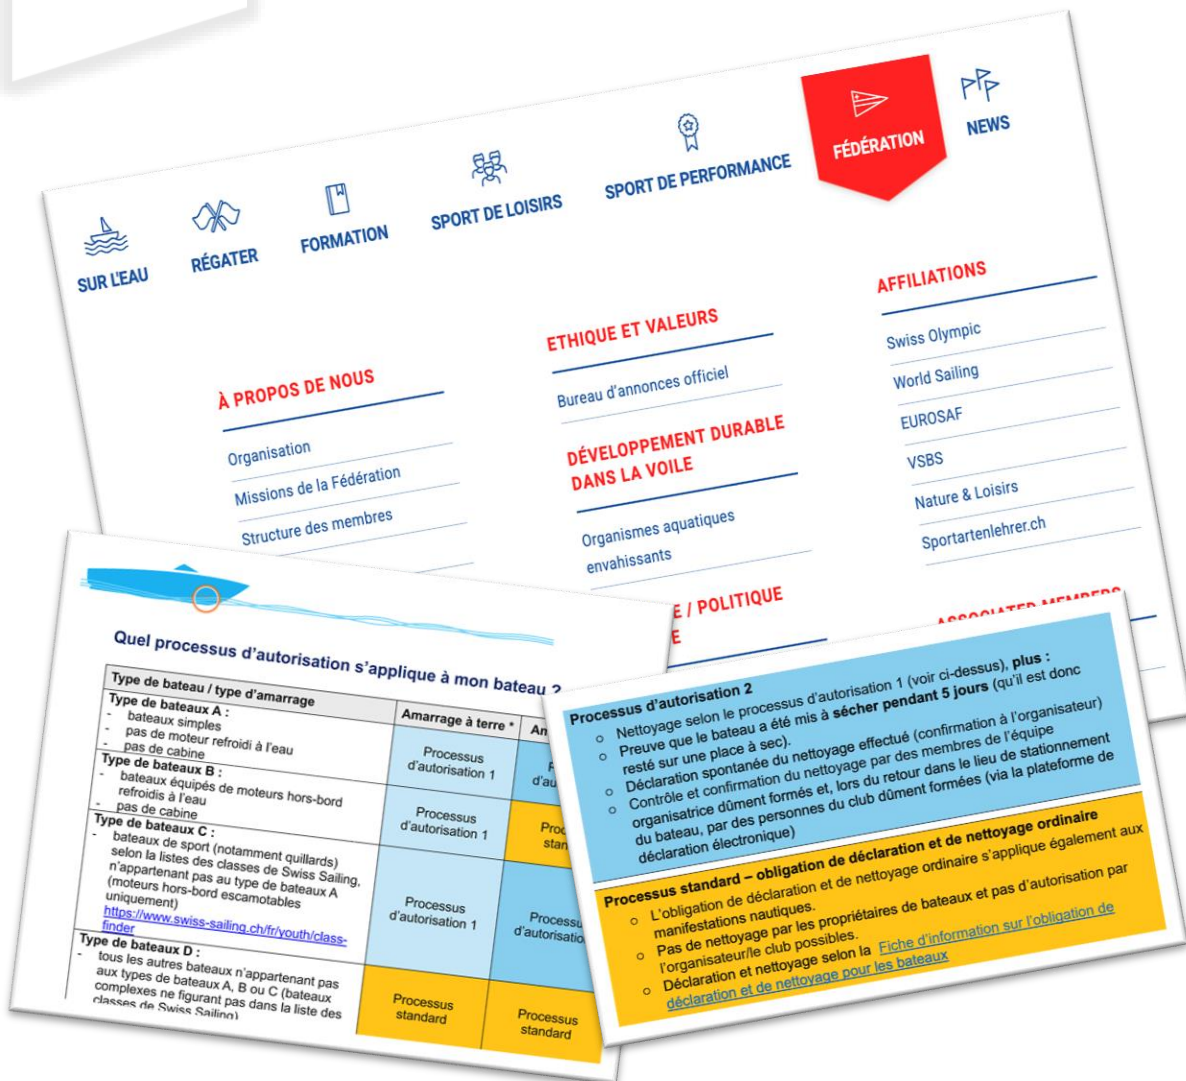 SUR L'EAU
RÉGATER
FORMATION
SPORT DE LOISIRS
SPORT DE PERFORMANCE
FÉDÉRATION
NEWS
À PROPOS DE NOUS
Organisation
Missions de la Fédération
Structure des membres
ETHIQUE ET VALEURS
Bureau d'annonces officiel
DÉVELOPPEMENT DURABLE
DANS LA VOILE
Organismes aquatiques
envahissants
/ POLITIQUE
AFFILIATIONS
Swiss Olympic
World Sailing
EUROSAF
VSBS
Nature & Loisirs
Sportartenlehrer.ch
ASSOCIATED MEMBERS
Quel processus d'autorisation s'applique à mon bateau ?
Type de bateau / type d'amarrage
Amarrage à terre *
Type de bateaux A :
- bateaux simples
- pas de moteur refroidi à l'eau
- pas de cabine
Processus
d'autorisation 1
Type de bateaux B :
- bateaux équipés de moteurs hors-bord
refroidis à l'eau
- pas de cabine
Processus
d'autorisation 1
Type de bateaux C :
- bateaux de sport (notamment quillards)
selon la listes des classes de Swiss Sailing,
n'appartenant pas au type de bateaux A
(moteurs hors-bord escamotables
uniquement)
https://www.swiss-sailing.ch/fr/youth/class-
finder
Processus
d'autorisation 1
Type de bateaux D :
- tous les autres bateaux n'appartenant pas
aux types de bateaux A, B ou C (bateaux
complexes ne figurant pas dans la liste des
classes de Swiss Sailing)
Processus
standard
Processus
standard
Processus d'autorisation 2
o Nettoyage selon le processus d'autorisation 1 (voir ci-dessus), plus :
o Preuve que le bateau a été mis à sécher pendant 5 jours (qu'il est donc
resté sur une place à sec).
o Déclaration spontanée du nettoyage effectué (confirmation à l'organisateur)
o Contrôle et confirmation du nettoyage par des membres de l'équipe
organisatrice dûment formés et, lors du retour dans le lieu de stationnement
du bateau, par des personnes du club dûment formées (via la plateforme de
déclaration électronique)
Processus standard – obligation de déclaration et de nettoyage ordinaire
o L'obligation de déclaration et de nettoyage ordinaire s'applique également aux
manifestations nautiques.
o Pas de nettoyage par les propriétaires de bateaux et pas d'autorisation par
l'organisateur/le club possibles.
o Déclaration et nettoyage selon la Fiche d'information sur l'obligation de
déclaration et de nettoyage pour les bateaux